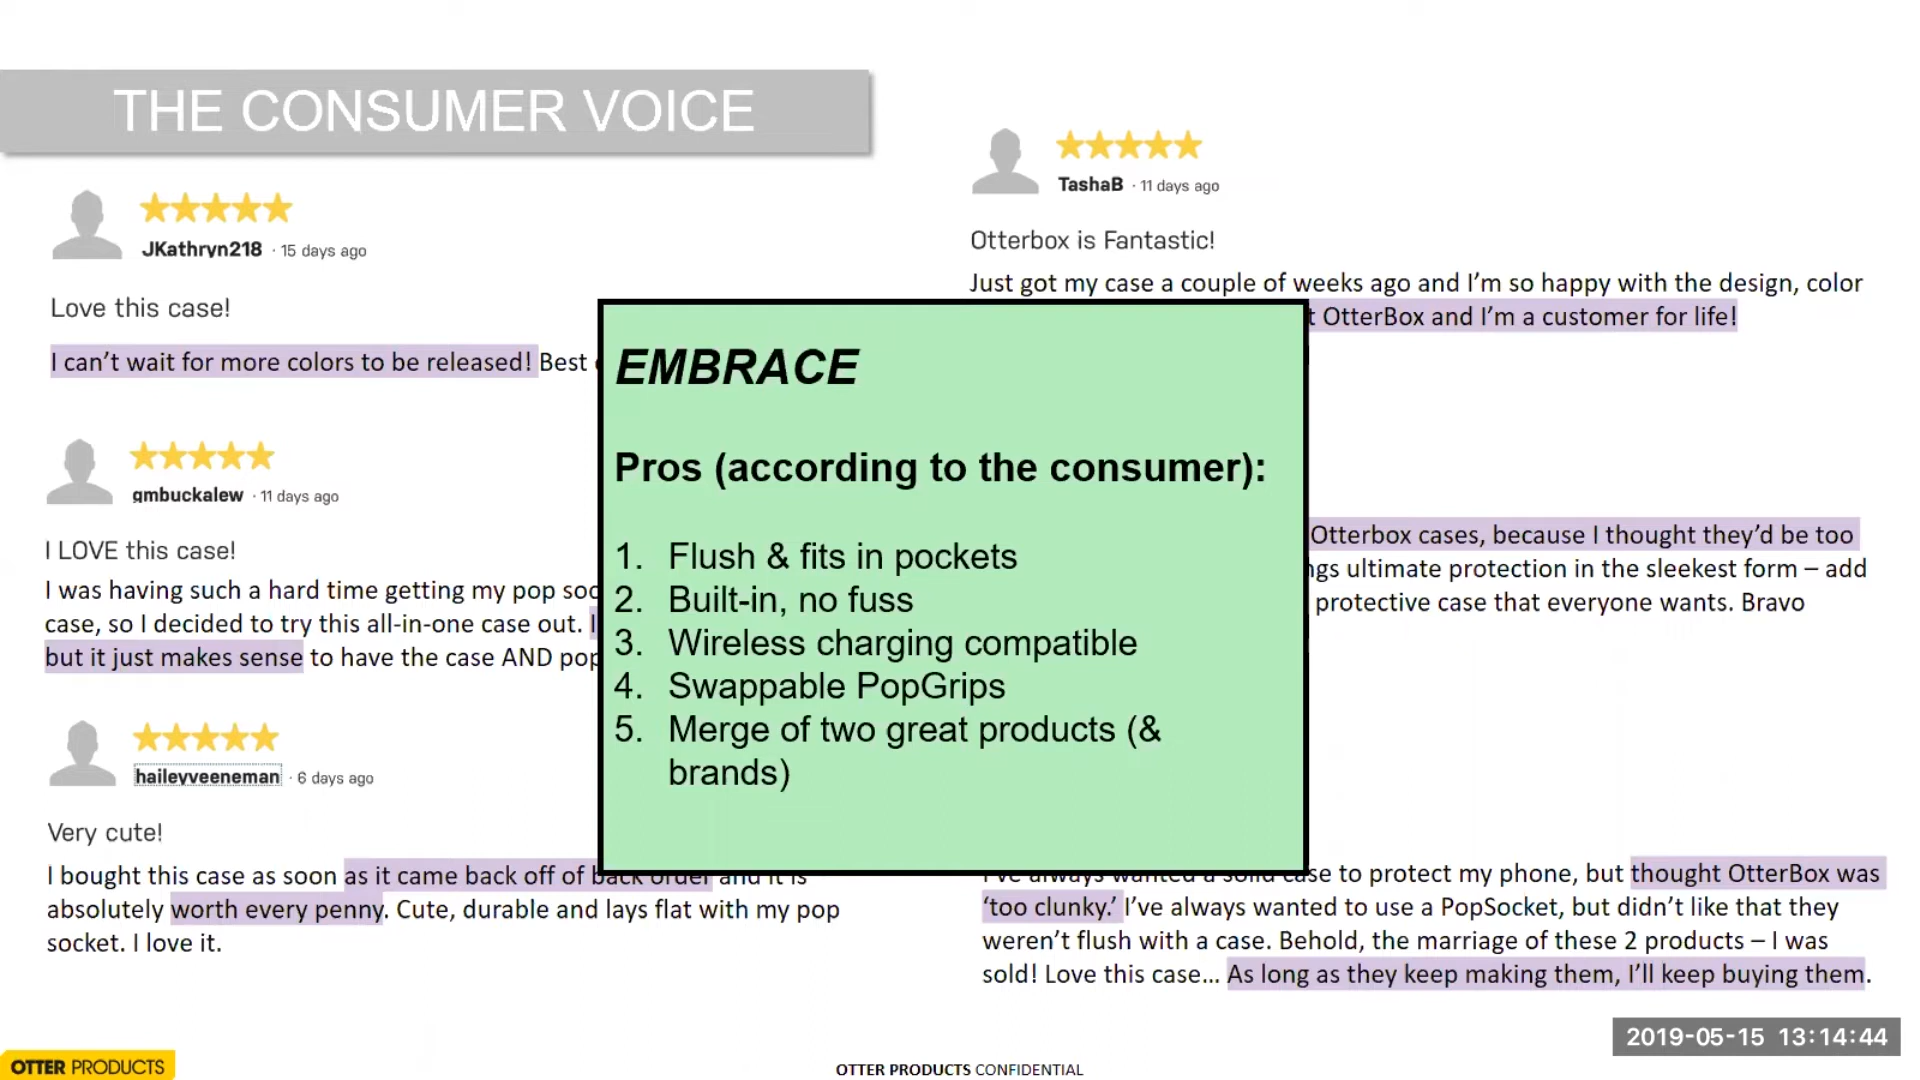 THE CONSUMER VOICE
JKathryn218 · 15 days ago
Love this case!
I can’t wait for more colors to be released! Best
gmbuckalew · 11 days ago
I LOVE this case!
I was having such a hard time getting my pop soc
case, so I decided to try this all-in-one case out. I
but it just makes sense to have the case AND pop
haileyveeneman · 6 days ago
Very cute!
I bought this case as soon as it came back off of back order and it is
absolutely worth every penny. Cute, durable and lays flat with my pop
socket. I love it.
EMBRACE
Pros (according to the consumer):
1. Flush & fits in pockets
2. Built-in, no fuss
3. Wireless charging compatible
4. Swappable PopGrips
5. Merge of two great products (&
brands)
TashaB · 11 days ago
Otterbox is Fantastic!
Just got my case a couple of weeks ago and I’m so happy with the design, color
t OtterBox and I’m a customer for life!
Otterbox cases, because I thought they’d be too
ngs ultimate protection in the sleekest form – add
protective case that everyone wants. Bravo
I’ve always wanted a solid case to protect my phone, but thought OtterBox was
‘too clunky.’ I’ve always wanted to use a PopSocket, but didn’t like that they
weren’t flush with a case. Behold, the marriage of these 2 products – I was
sold! Love this case... As long as they keep making them, I’ll keep buying them.
2019-05-15 13:14:44
OTTER PRODUCTS
OTTER PRODUCTS CONFIDENTIAL